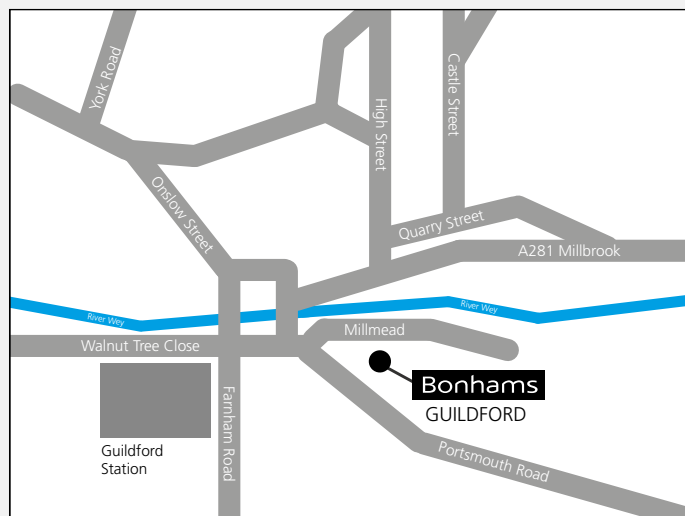 York Road
High Street
Castle Street
Onslow Street
Quarry Street
A281 Millbrook
River Wey
River Wey
Millmead
Walnut Tree Close
Bonhams
GUILDFORD
Farnham Road
Guildford
Station
Portsmouth Road